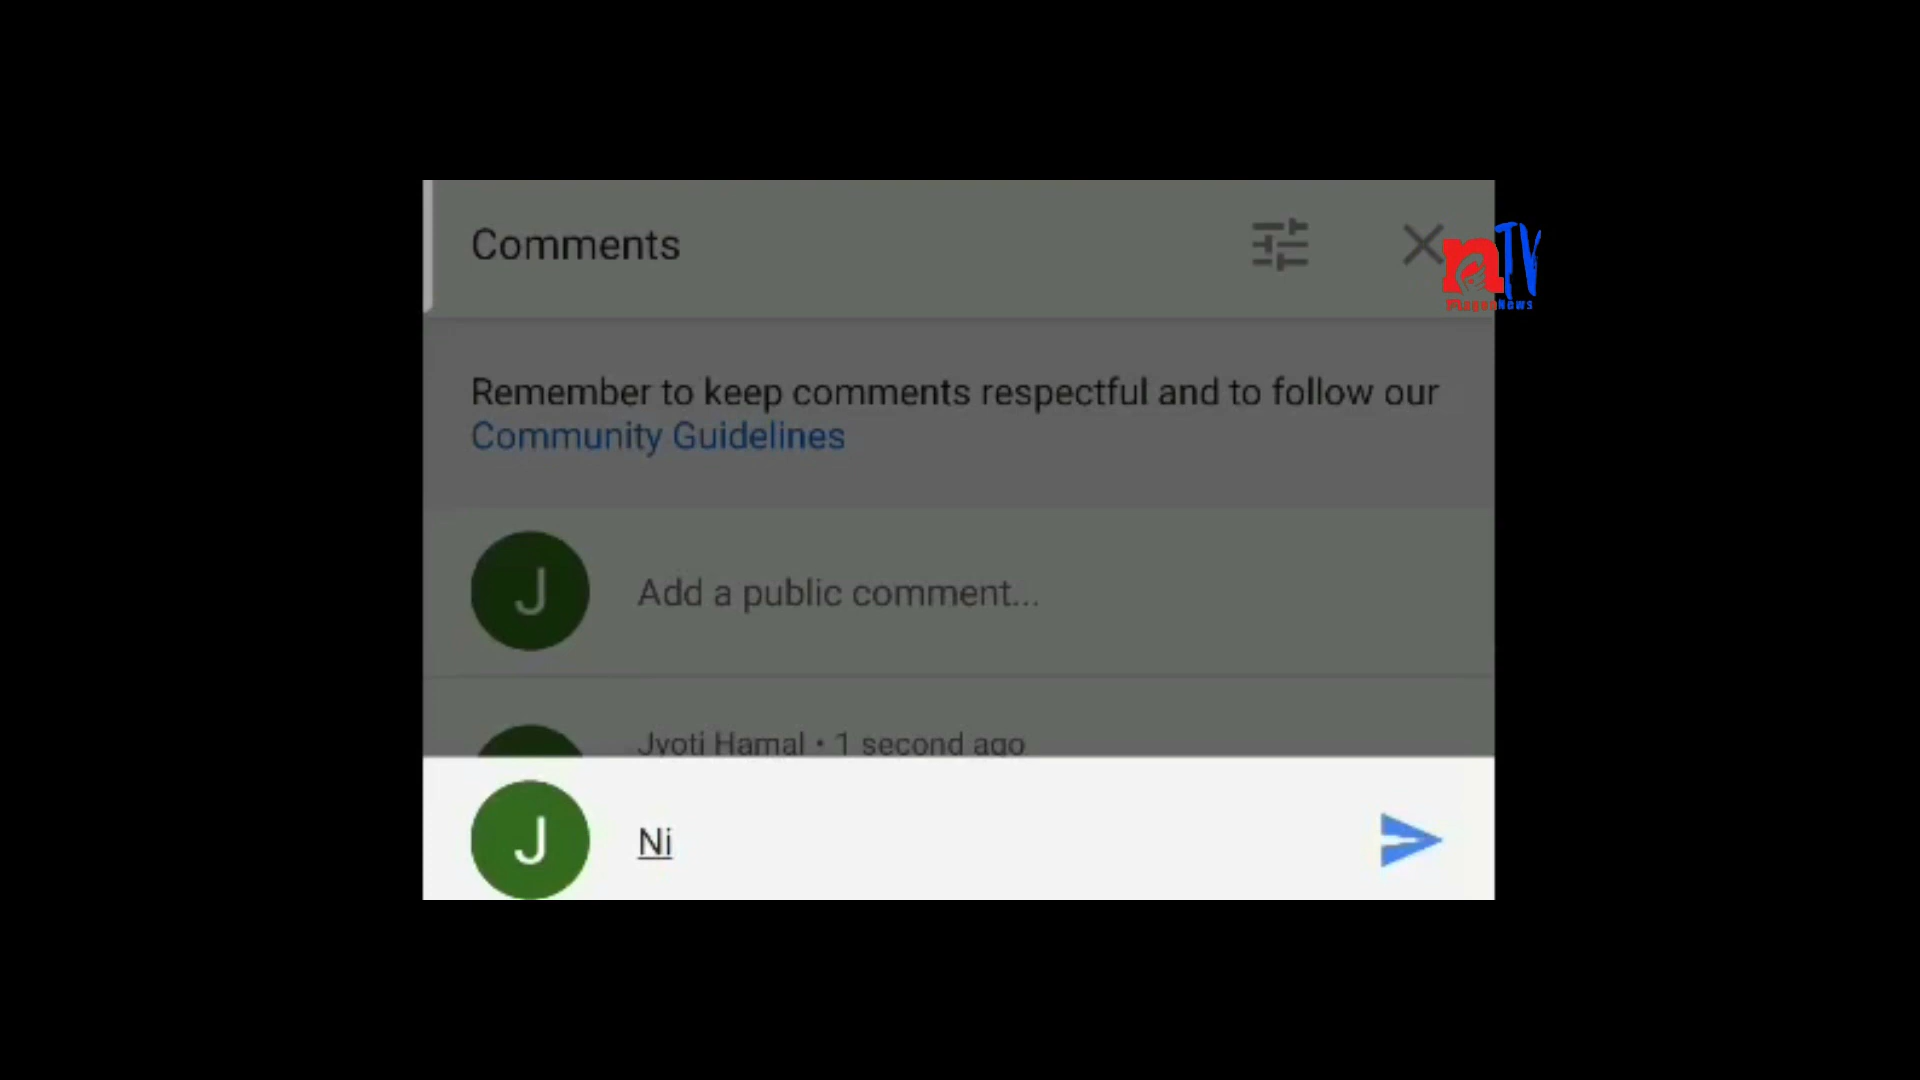 Comments
nTV
Remember to keep comments respectful and to follow our
Community Guidelines
J
Add a public comment...
Jyoti Hamal • 1 second ago
J
Ni